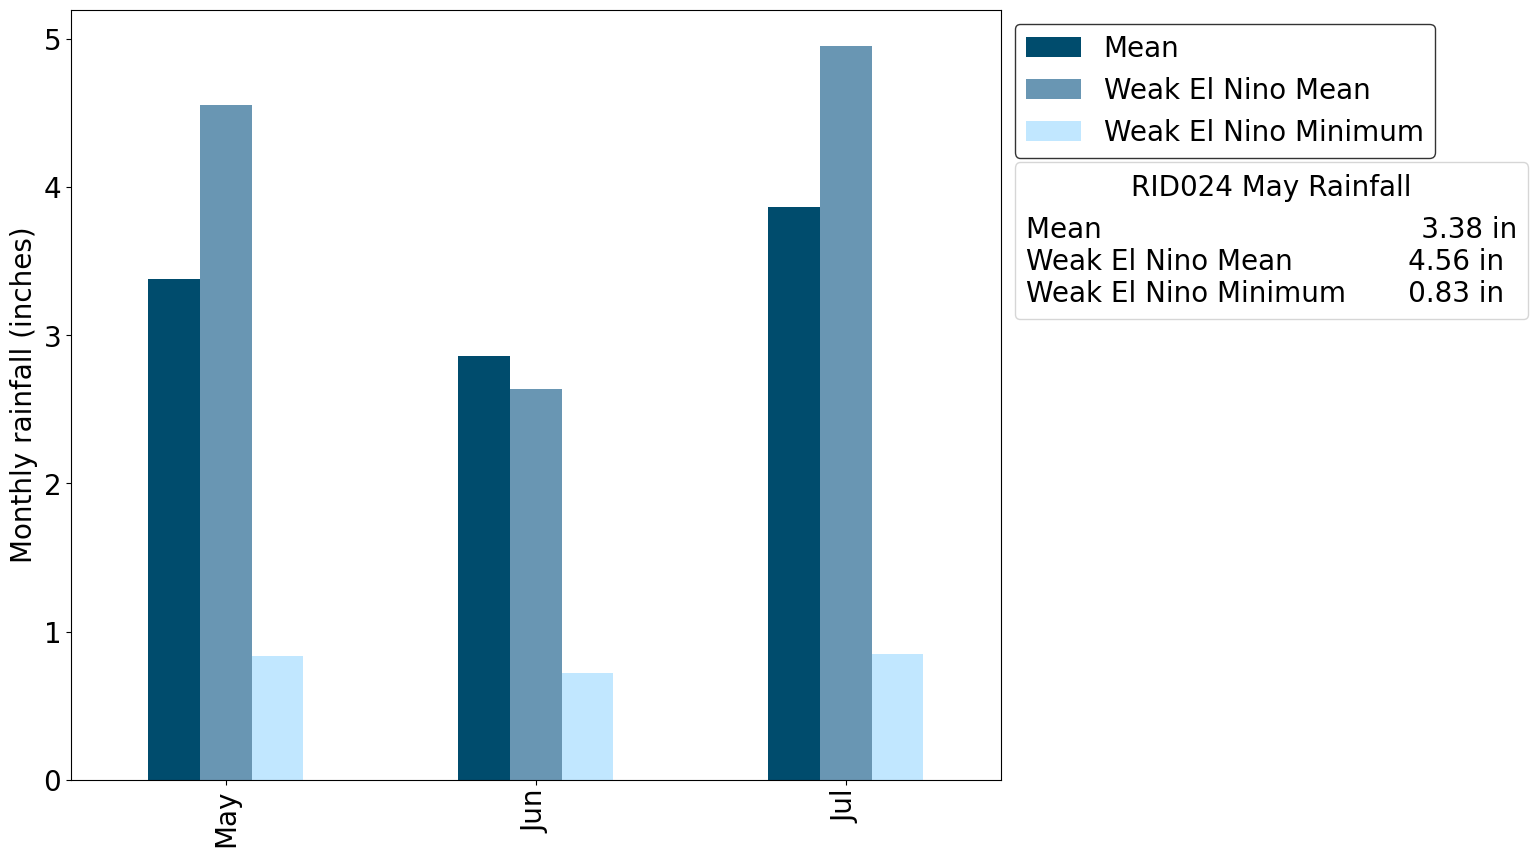 Monthly rainfall (inches)
5
4
3
2
1
0
May
Jun
Jul
Mean
Weak El Nino Mean
Weak El Nino Minimum
RID024 May Rainfall
Mean 3.38 in
Weak El Nino Mean 4.56 in
Weak El Nino Minimum 0.83 in